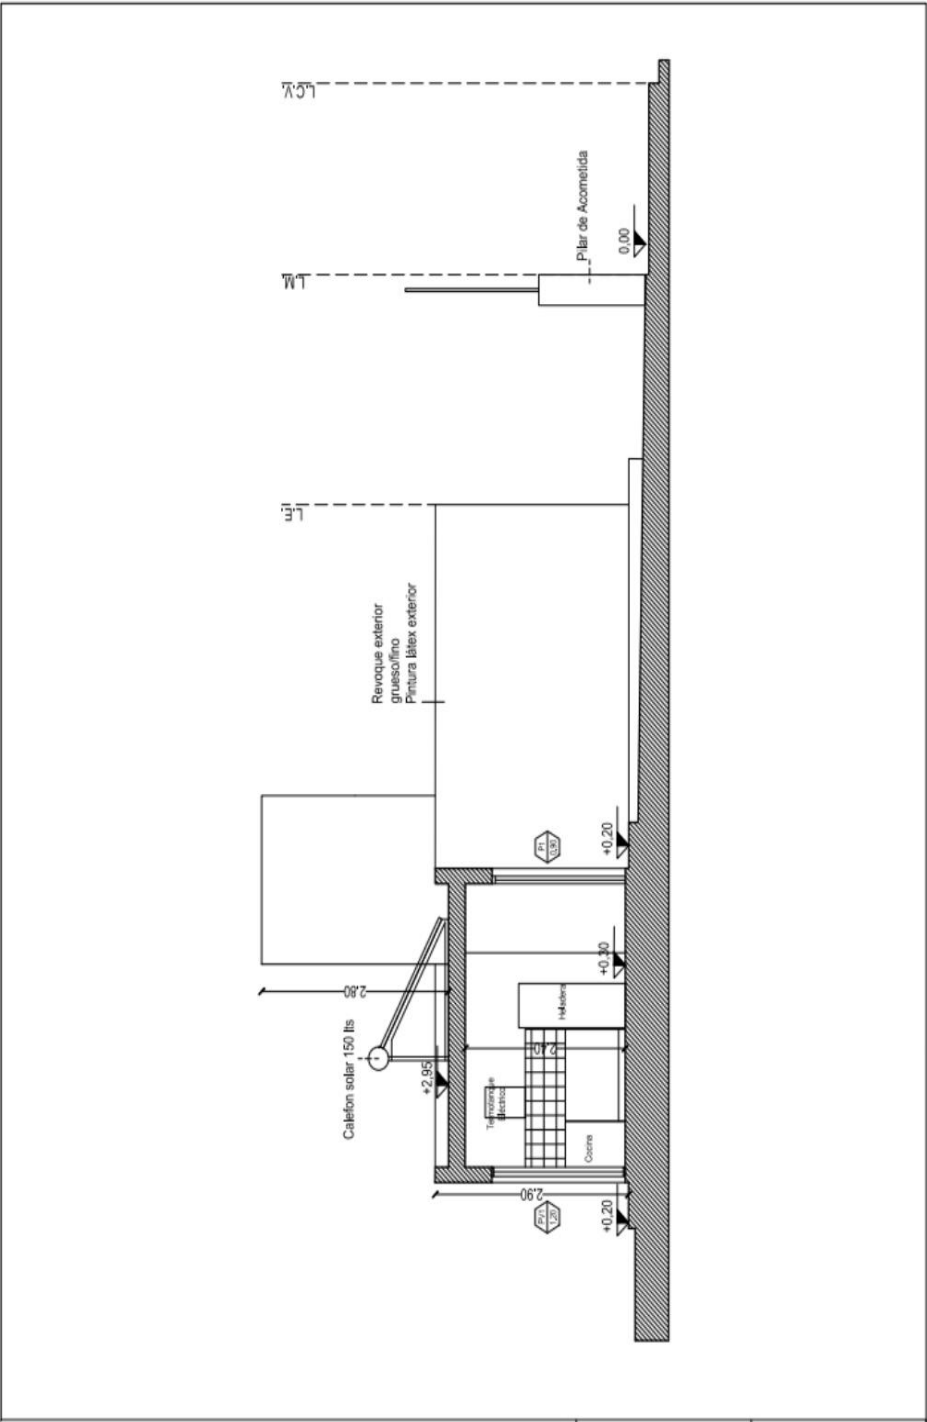 L.C.V.
L.M.
L.E.
Pilar de Acometida
0,00
Revoque exterior
grueso/fino
Pintura látex exterior
P1
0,90
+0,20
+0,30
2.80
Calefon solar 150 lts
+2,95
Heladera
2.40
Termotanque
Eléctrico
Cocina
2.90
PV1
1,20
+0,20